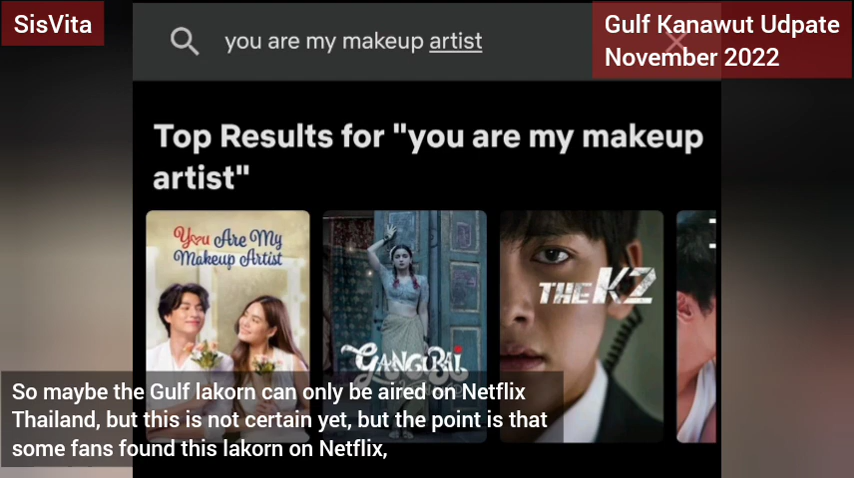 SisVita
Gulf Kanawut Udpate
November 2022
you are my makeup artist
Top Results for "you are my makeup
artist"
You Are My
Makeup Artist
GANGUBAI
THE K2
So maybe the Gulf lakorn can only be aired on Netflix
Thailand, but this is not certain yet, but the point is that
some fans found this lakorn on Netflix,